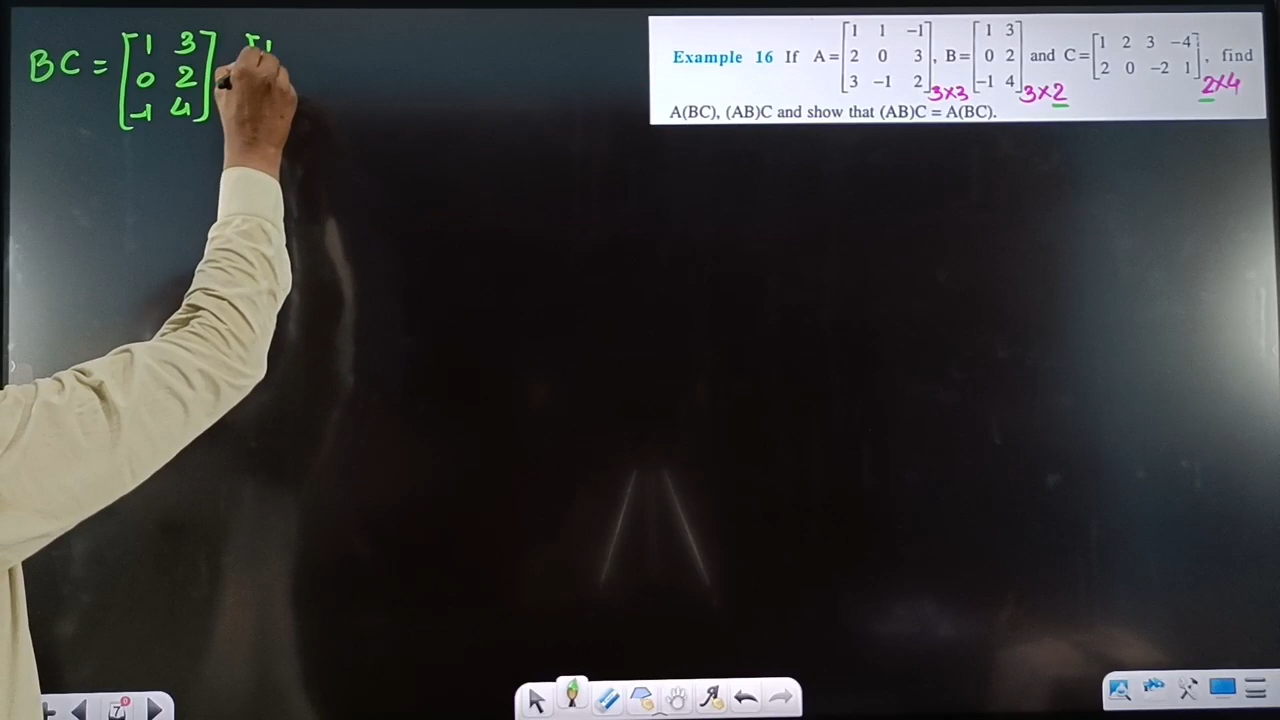 BC = [1 3
0 2
-1 4] [1
Example 16 If A = [1 1 −1
2 0 3
3 −1 2] 3×3, B = [1 3
0 2
−1 4] 3×2 and C = [1 2 3 −4
2 0 −2 1] 2×4, find
A(BC), (AB)C and show that (AB)C = A(BC).
7